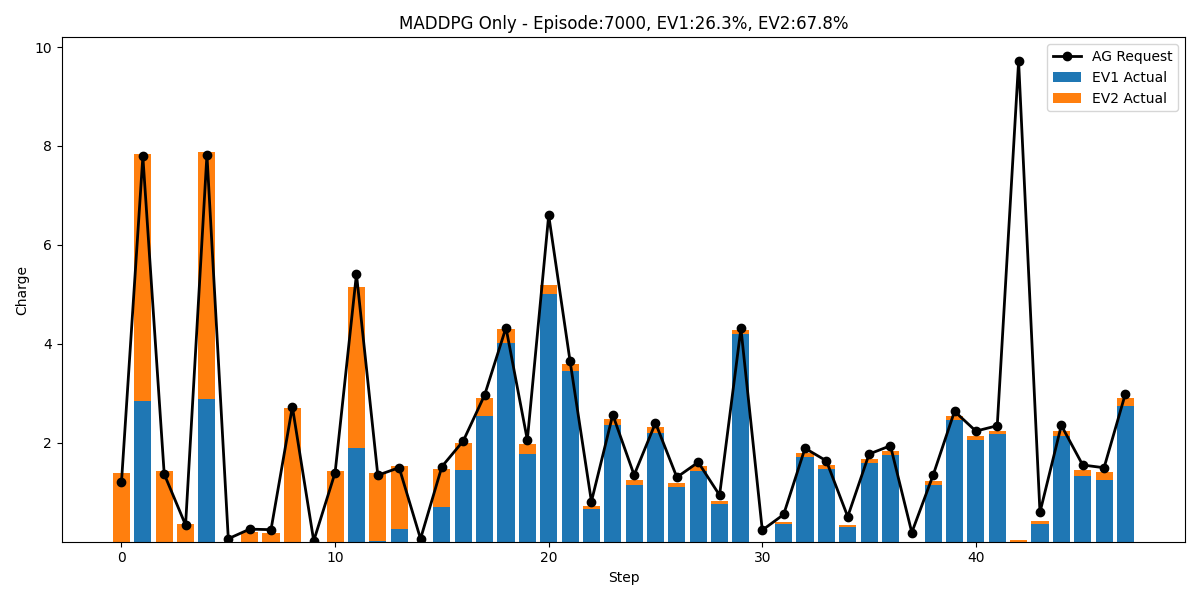 MADDPG Only - Episode:7000, EV1:26.3%, EV2:67.8%
AG Request
EV1 Actual
EV2 Actual
Charge
10
8
6
4
2
0
10
20
30
40
Step